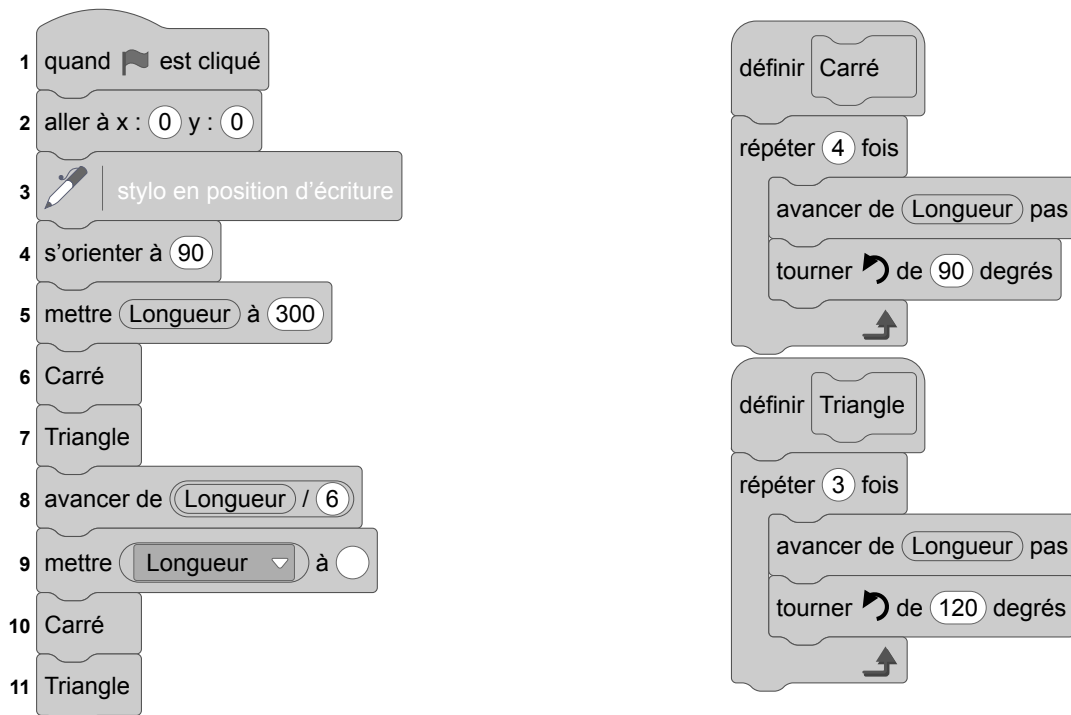 1 quand est cliqué
2 aller à x : 0 y : 0
3 stylo en position d’écriture
4 s’orienter à 90
5 mettre Longueur à 300
6 Carré
7 Triangle
8 avancer de Longueur / 6
9 mettre Longueur à
10 Carré
11 Triangle
définir Carré
répéter 4 fois
avancer de Longueur pas
tourner de 90 degrés
définir Triangle
répéter 3 fois
avancer de Longueur pas
tourner de 120 degrés